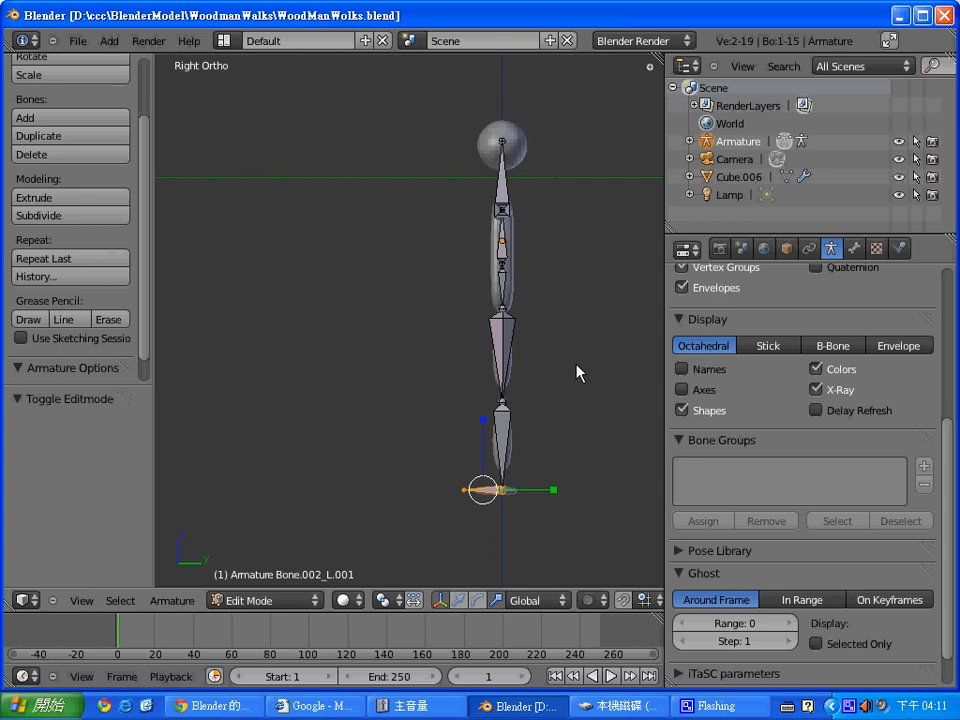 Blender [D:\ccc\BlenderModel\WoodmanWalks\WoodManWolks.blend]
File Add Render Help Default Scene Blender Render Ve:2-19 | Bo:1-15 | Armature
Rotate
Scale
Bones:
Add
Duplicate
Delete
Modeling:
Extrude
Subdivide
Repeat:
Repeat Last
History...
Grease Pencil:
Draw Line Erase
Use Sketching Sessio
Armature Options
Toggle Editmode
Right Ortho
z
y
(1) Armature Bone.002_L.001
View Select Armature Edit Mode Global
View Search All Scenes
Scene
RenderLayers
World
Armature
Camera
Cube.006
Lamp
Vertex Groups Quaternion
Envelopes
Display
Octahedral Stick B-Bone Envelope
Names Colors
Axes X-Ray
Shapes Delay Refresh
Bone Groups
Assign Remove Select Deselect
Pose Library
Ghost
Around Frame In Range On Keyframes
Range: 0 Display:
Step: 1 Selected Only
iTaSC parameters
-40 -20 0 20 40 60 80 100 120 140 160 180 200 220 240 260
View Frame Playback Start: 1 End: 250 1
開始 Blender 的... Google - M... 主音量 Blender [D:... 本機磁碟 (... Flashing 下午 04:11